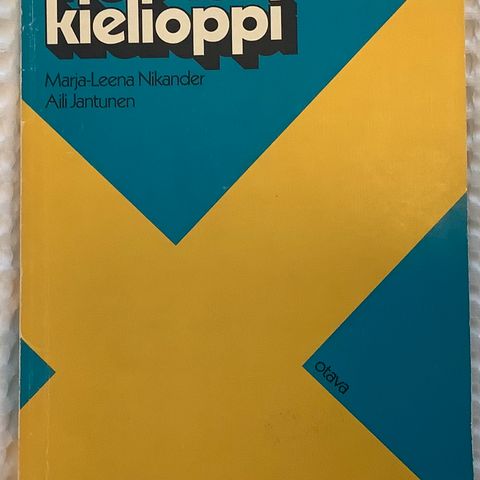 kielioppi
Marja-Leena Nikander
Aili Jantunen
otava